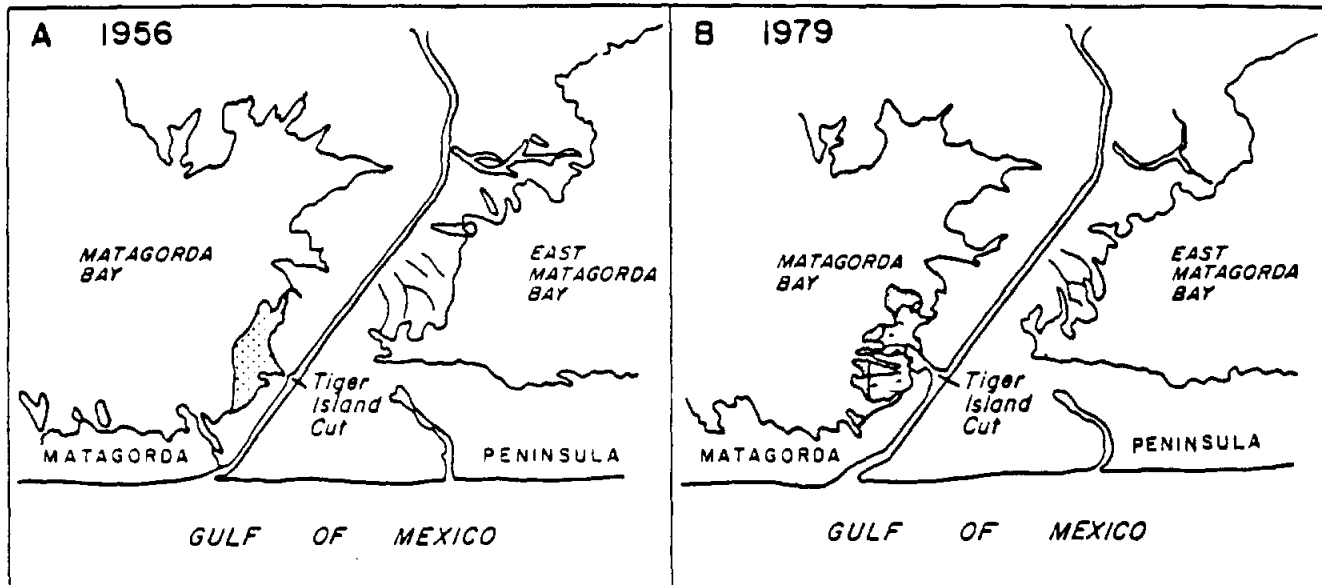 A 1956
MATAGORDA
BAY
EAST
MATAGORDA
BAY
Tiger
Island
Cut
MATAGORDA
PENINSULA
GULF OF MEXICO
B 1979
MATAGORDA
BAY
EAST
MATAGORDA
BAY
Tiger
Island
Cut
MATAGORDA
PENINSULA
GULF OF MEXICO